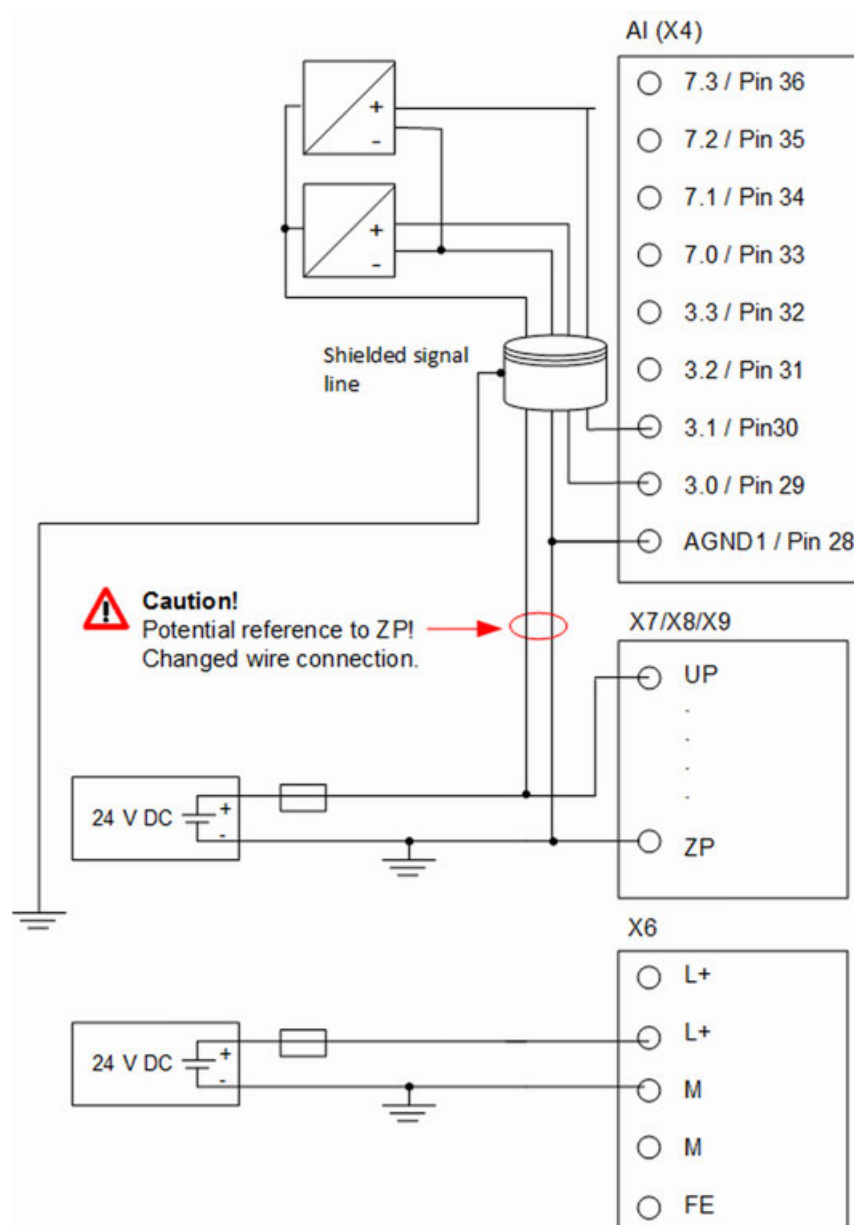 AI (X4)
+
-
+
-
7.3 / Pin 36
7.2 / Pin 35
7.1 / Pin 34
7.0 / Pin 33
3.3 / Pin 32
3.2 / Pin 31
3.1 / Pin30
3.0 / Pin 29
AGND1 / Pin 28
Shielded signal
line
Caution!
Potential reference to ZP!
Changed wire connection.
X7/X8/X9
UP
ZP
24 V DC
+
-
X6
L+
L+
M
M
FE
24 V DC
+
-